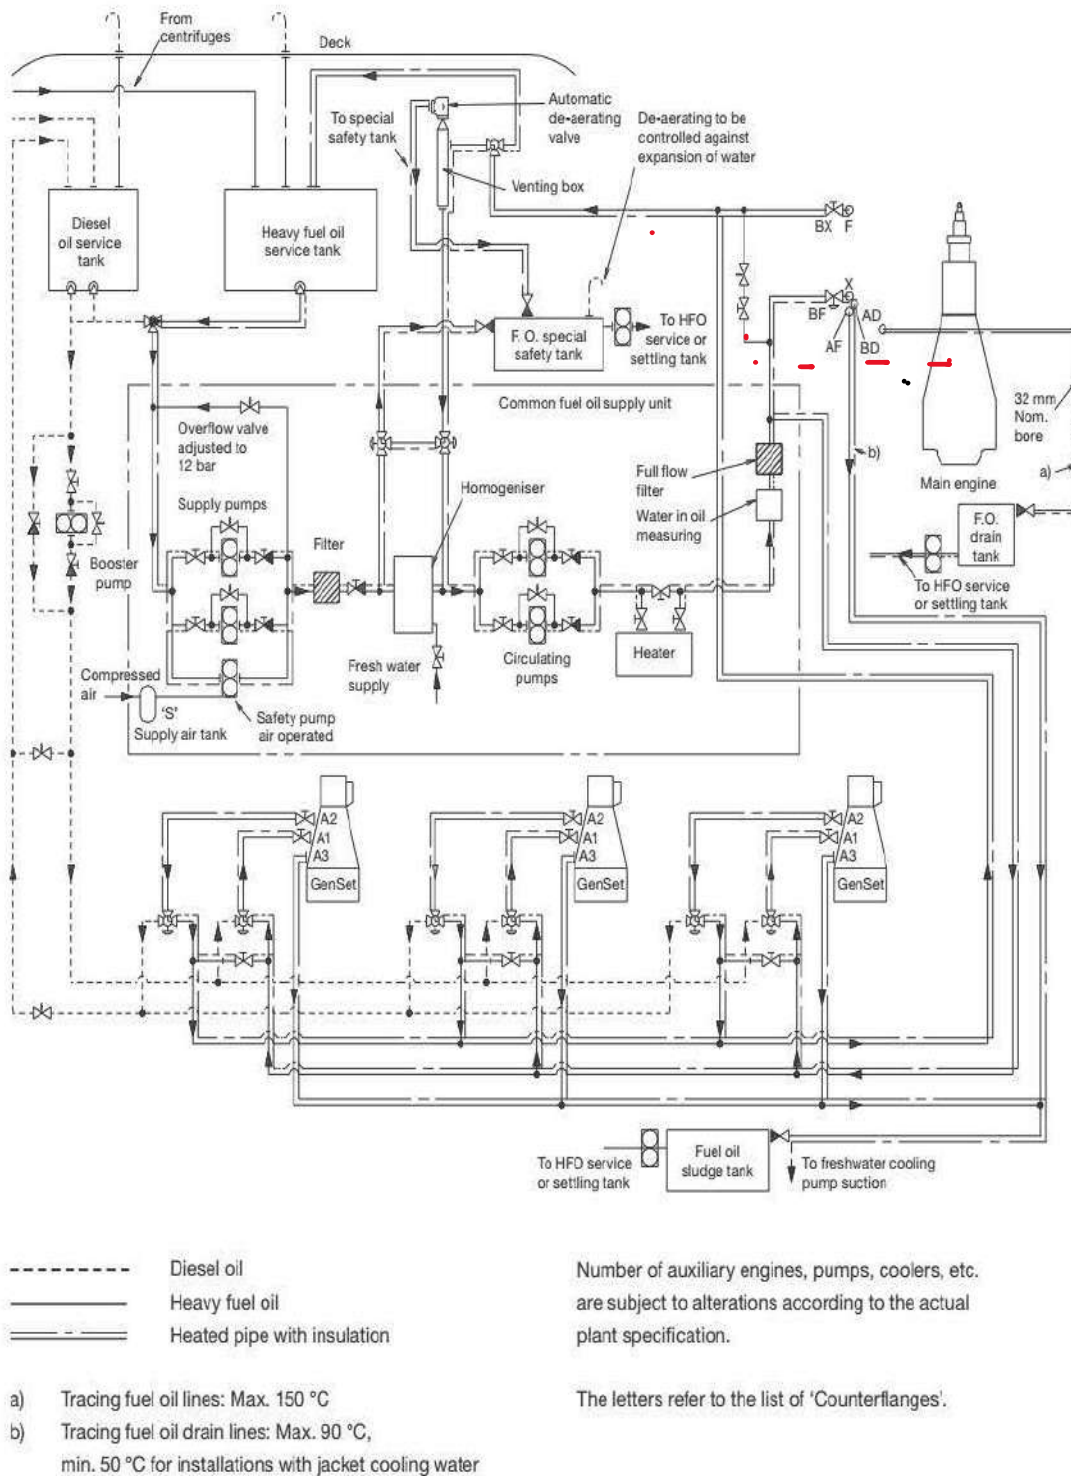 From
centrifuges
Deck
To special
safety tank
Automatic
de-aerating
valve
De-aerating to be
controlled against
expansion of water
Venting box
Diesel
oil service
tank
Heavy fuel oil
service tank
BX F
X
BF
AD
AF
BD
F. O. special
safety tank
To HFO
service or
settling tank
Common fuel oil supply unit
32 mm
Nom.
bore
Overflow valve
adjusted to
12 bar
b)
a)
Main engine
Full flow
filter
Homogeniser
Supply pumps
Water in oil
measuring
F.O.
drain
tank
Filter
Booster
pump
To HFO service
or settling tank
Circulating
pumps
Heater
Fresh water
supply
Compressed
air
'S'
Supply air tank
Safety pump
air operated
A2
A1
A3
GenSet
A2
A1
A3
GenSet
A2
A1
A3
GenSet
To HFO service
or settling tank
Fuel oil
sludge tank
To freshwater cooling
pump suction
Diesel oil
Heavy fuel oil
Heated pipe with insulation
Number of auxiliary engines, pumps, coolers, etc.
are subject to alterations according to the actual
plant specification.
a) Tracing fuel oil lines: Max. 150 °C
b) Tracing fuel oil drain lines: Max. 90 °C,
min. 50 °C for installations with jacket cooling water
The letters refer to the list of 'Counterflanges'.